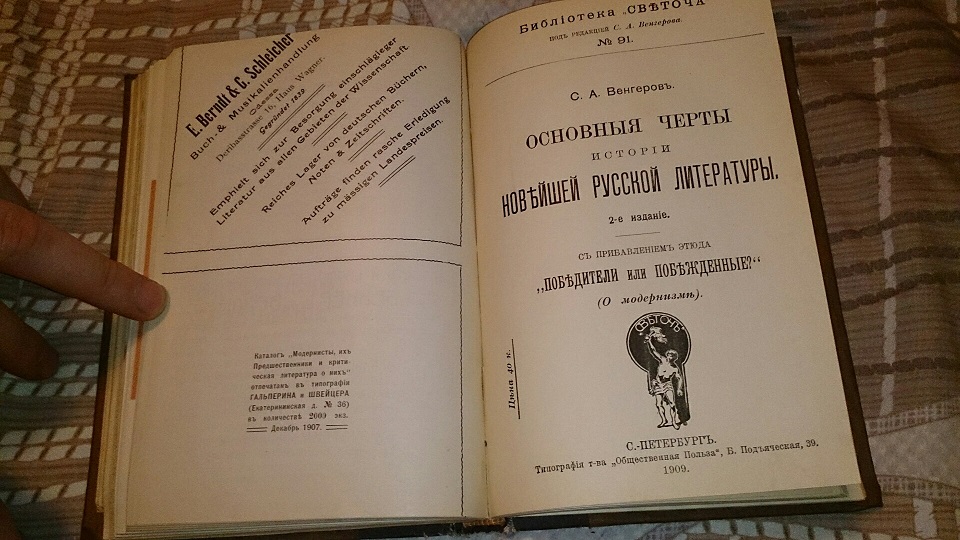 E. Berndt & C. Schleicher
Buch- & Musikalienhandlung
Odessa
Deribasstrasse 16, Haus Wagner.
Gegründet 1839
Empfielt sich zur Besorgung einschlägieger
Literatur aus allen Gebieten der Wissenschaft
Reiches Lager von deutschen Büchern,
Noten & Zeitschriften.
Aufträge finden rasche Erledigung
zu mässigen Landespreisen.
Каталогъ „Модернисты, ихъ
Предшественники и крити-
ческая литература о нихъ"
отпечатанъ въ типографіи
ГАЛЬПЕРИНА и ШВЕЙЦЕРА
(Екатерининская д. № 36)
въ количествѣ 2000 экз.
Декабрь 1907.
Библіотека „СВѢТОЧА"
подъ редакціей С. А. Венгерова.
№ 91.
С. А. Венгеровъ.
ОСНОВНЫЯ ЧЕРТЫ
ИСТОРІИ
НОВѢЙШЕЙ РУССКОЙ ЛИТЕРАТУРЫ.
2-е изданіе.
СЪ ПРИБАВЛЕНІЕМЪ ЭТЮДА
„ПОБѢДИТЕЛИ или ПОБѢЖДЕННЫЕ?"
(О модернизмѣ).
СВѢТОЧЪ
Цѣна 40 к.
С.-ПЕТЕРБУРГЪ.
Типографія т-ва „Общественная Польза", Б. Подъяческая, 39.
1909.